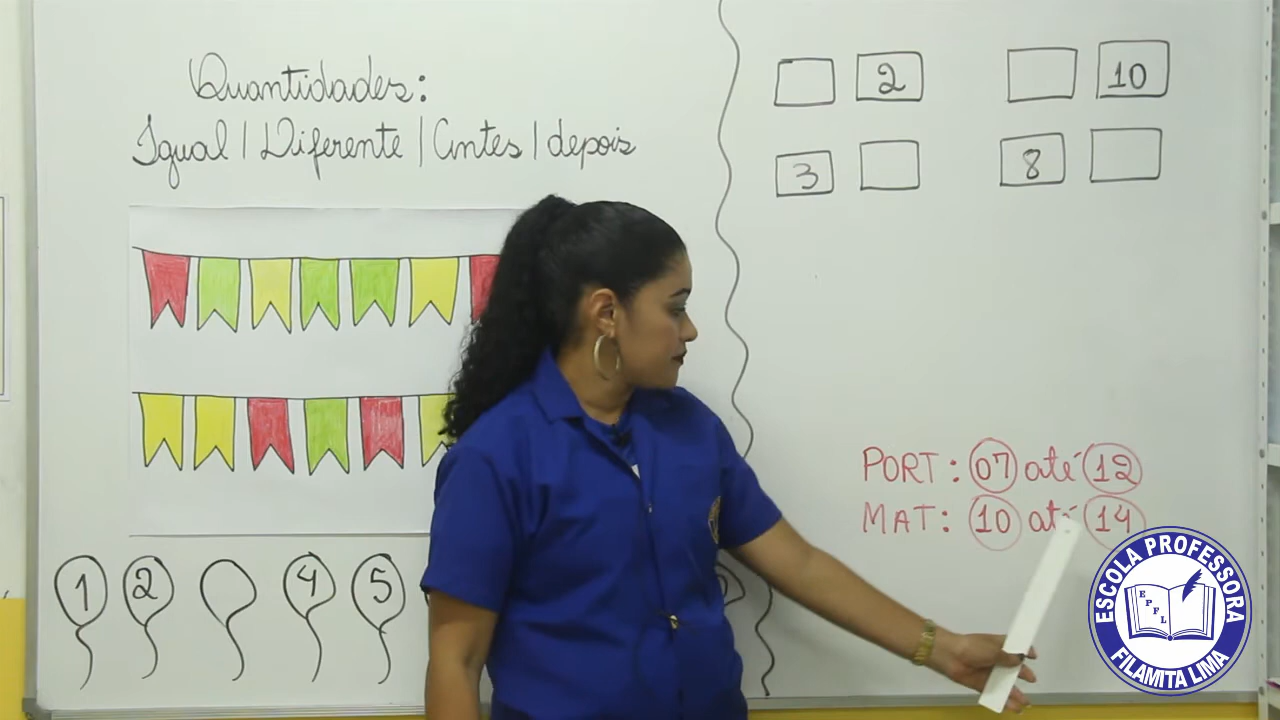 Quantidades:
Igual | Diferente | Antes | depois
1 2 4 5
2
10
3
8
PORT: 07 até 12
MAT: 10 até 14
ESCOLA PROFESSORA
EPFL
FILAMITA LIMA